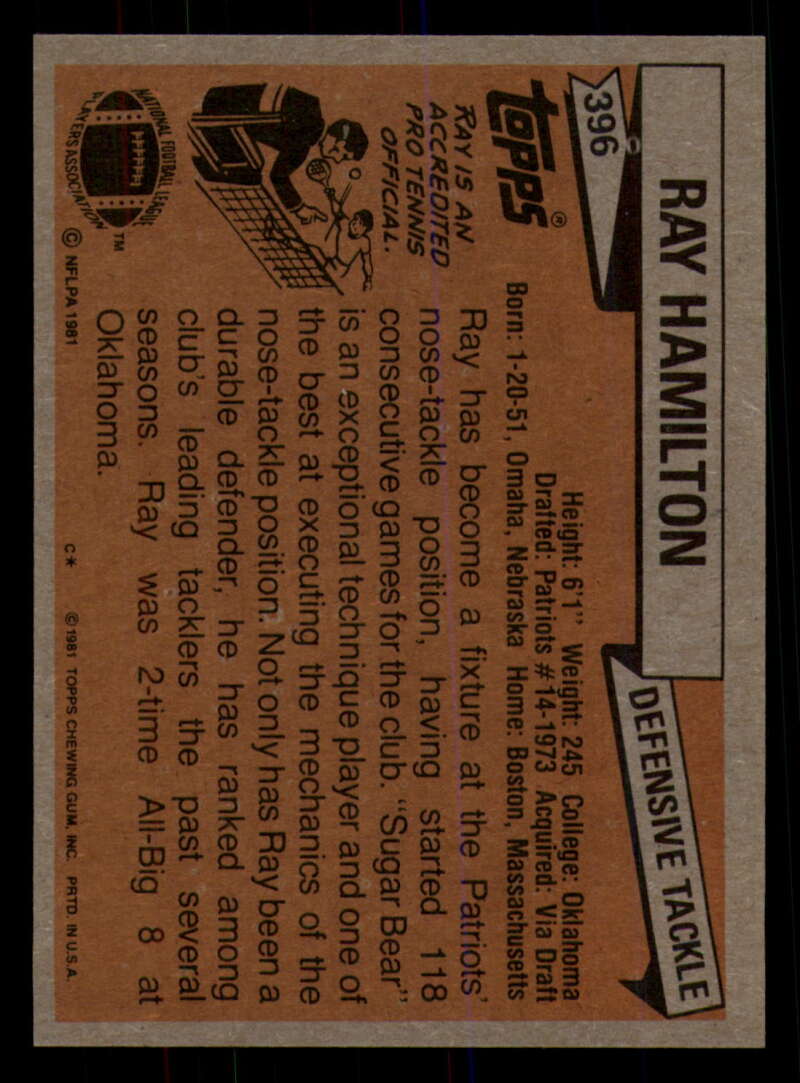 396
RAY HAMILTON
DEFENSIVE TACKLE
TOPPS®
Height: 6'1" Weight: 245 College: Oklahoma
Drafted: Patriots #14-1973 Acquired: Via Draft
Born: 1-20-51, Omaha, Nebraska Home: Boston, Massachusetts
RAY IS AN
ACCREDITED
PRO TENNIS
OFFICIAL.
Ray has become a fixture at the Patriots'
nose-tackle position, having started 118
consecutive games for the club. "Sugar Bear"
is an exceptional technique player and one of
the best at executing the mechanics of the
nose-tackle position. Not only has Ray been a
durable defender, he has ranked among
club's leading tacklers the past several
seasons. Ray was 2-time All-Big 8 at
Oklahoma.
NATIONAL FOOTBALL LEAGUE
PLAYERS ASSOCIATION
TM
© NFLPA 1981
C* ©1981 TOPPS CHEWING GUM, INC. PRTD. IN U.S.A.